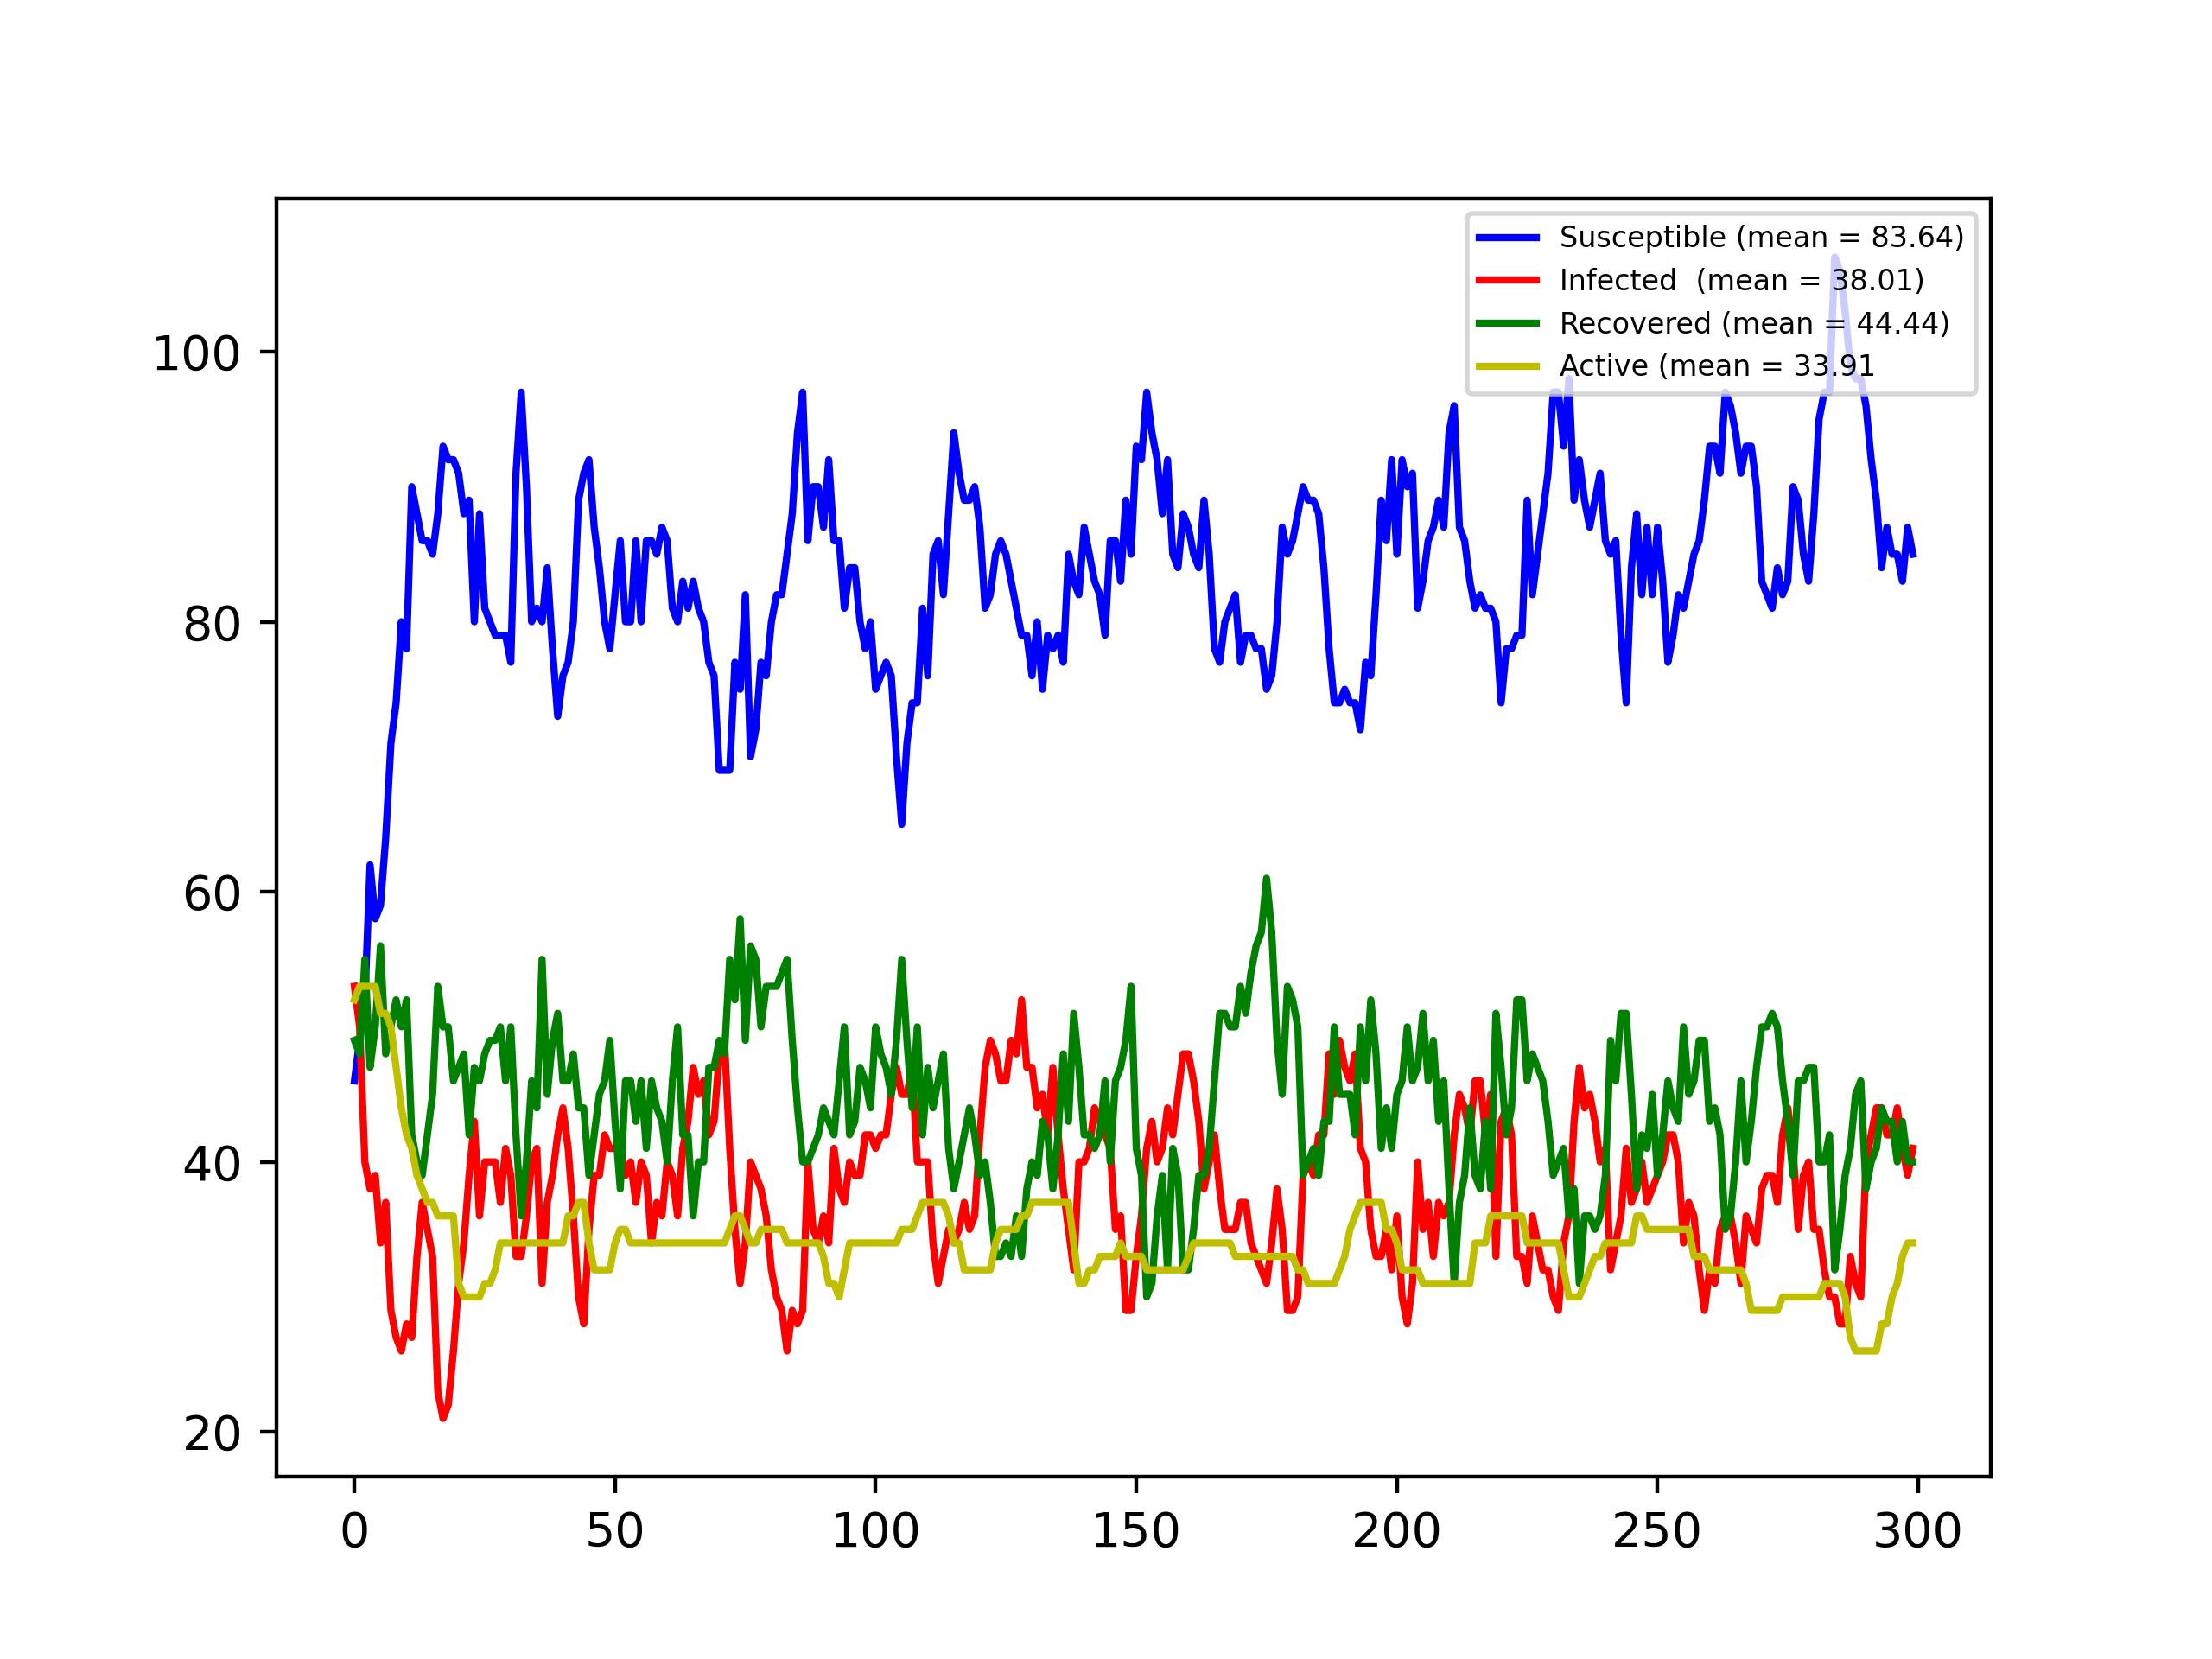 Susceptible (mean = 83.64)
Infected  (mean = 38.01)
Recovered (mean = 44.44)
Active (mean = 33.91
100
80
60
40
20
0 50 100 150 200 250 300